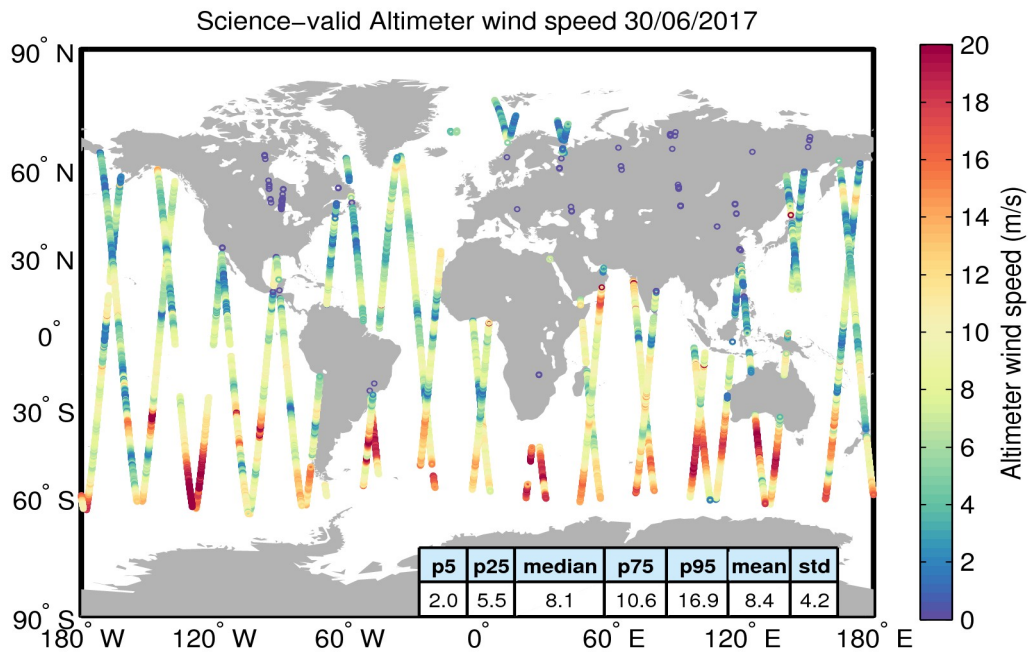 Science−valid Altimeter wind speed 30/06/2017
90° N
60° N
30° N
0°
30° S
60° S
90° S
180° W
120° W
60° W
0°
60° E
120° E
180° E
p5 p25 median p75 p95 mean std
2.0 5.5 8.1 10.6 16.9 8.4 4.2
20
18
16
14
12
10
8
6
4
2
0
Altimeter wind speed (m/s)